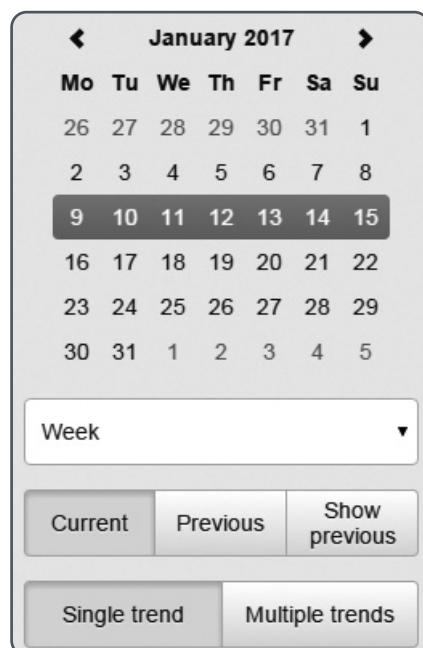 January 2017
Mo Tu We Th Fr Sa Su
26 27 28 29 30 31 1
2 3 4 5 6 7 8
9 10 11 12 13 14 15
16 17 18 19 20 21 22
23 24 25 26 27 28 29
30 31 1 2 3 4 5
Week
Current Previous Show previous
Single trend Multiple trends